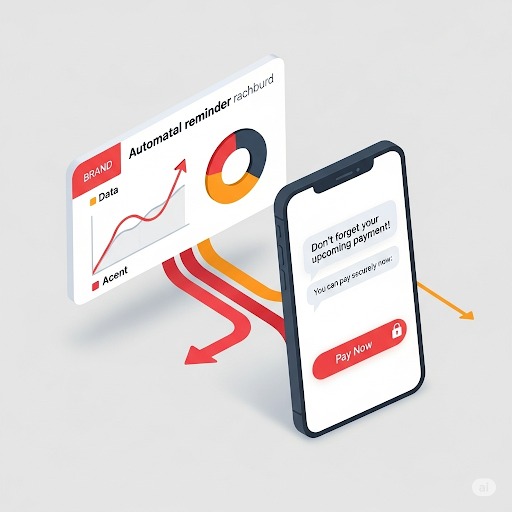 BRAND
Automatal reminder rachburd
Data
Acent
Don't forget your
upcoming payment!
You can pay securely now:
Pay Now
ai